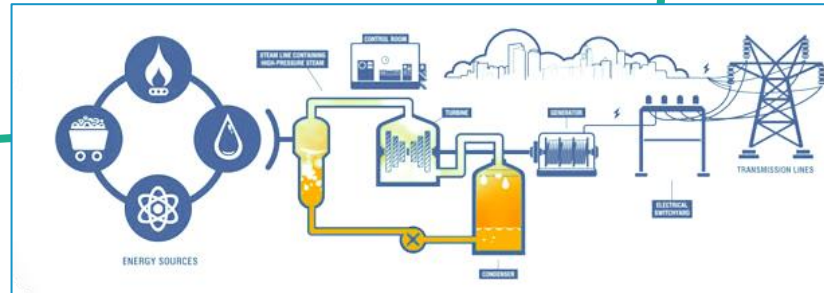 CONTROL ROOM
STEAM LINE CONTAINING
HIGH-PRESSURE STEAM
TURBINE
GENERATOR
TRANSMISSION LINES
ELECTRICAL
SWITCHYARD
ENERGY SOURCES
CONDENSER